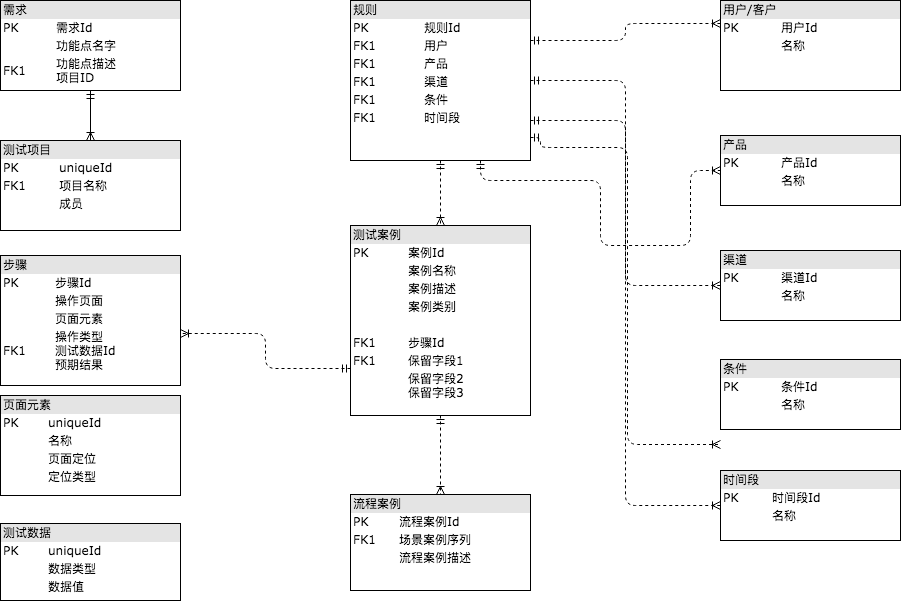 需求
PK 需求Id
功能点名字
功能点描述
FK1 项目ID
测试项目
PK uniqueId
FK1 项目名称
成员
步骤
PK 步骤Id
操作页面
页面元素
操作类型
FK1 测试数据Id
预期结果
页面元素
PK uniqueId
名称
页面定位
定位类型
测试数据
PK uniqueId
数据类型
数据值
规则
PK 规则Id
FK1 用户
FK1 产品
FK1 渠道
FK1 条件
FK1 时间段
测试案例
PK 案例Id
案例名称
案例描述
案例类别
FK1 步骤Id
FK1 保留字段1
保留字段2
保留字段3
流程案例
PK 流程案例Id
FK1 场景案例序列
流程案例描述
用户/客户
PK 用户Id
名称
产品
PK 产品Id
名称
渠道
PK 渠道Id
名称
条件
PK 条件Id
名称
时间段
PK 时间段Id
名称